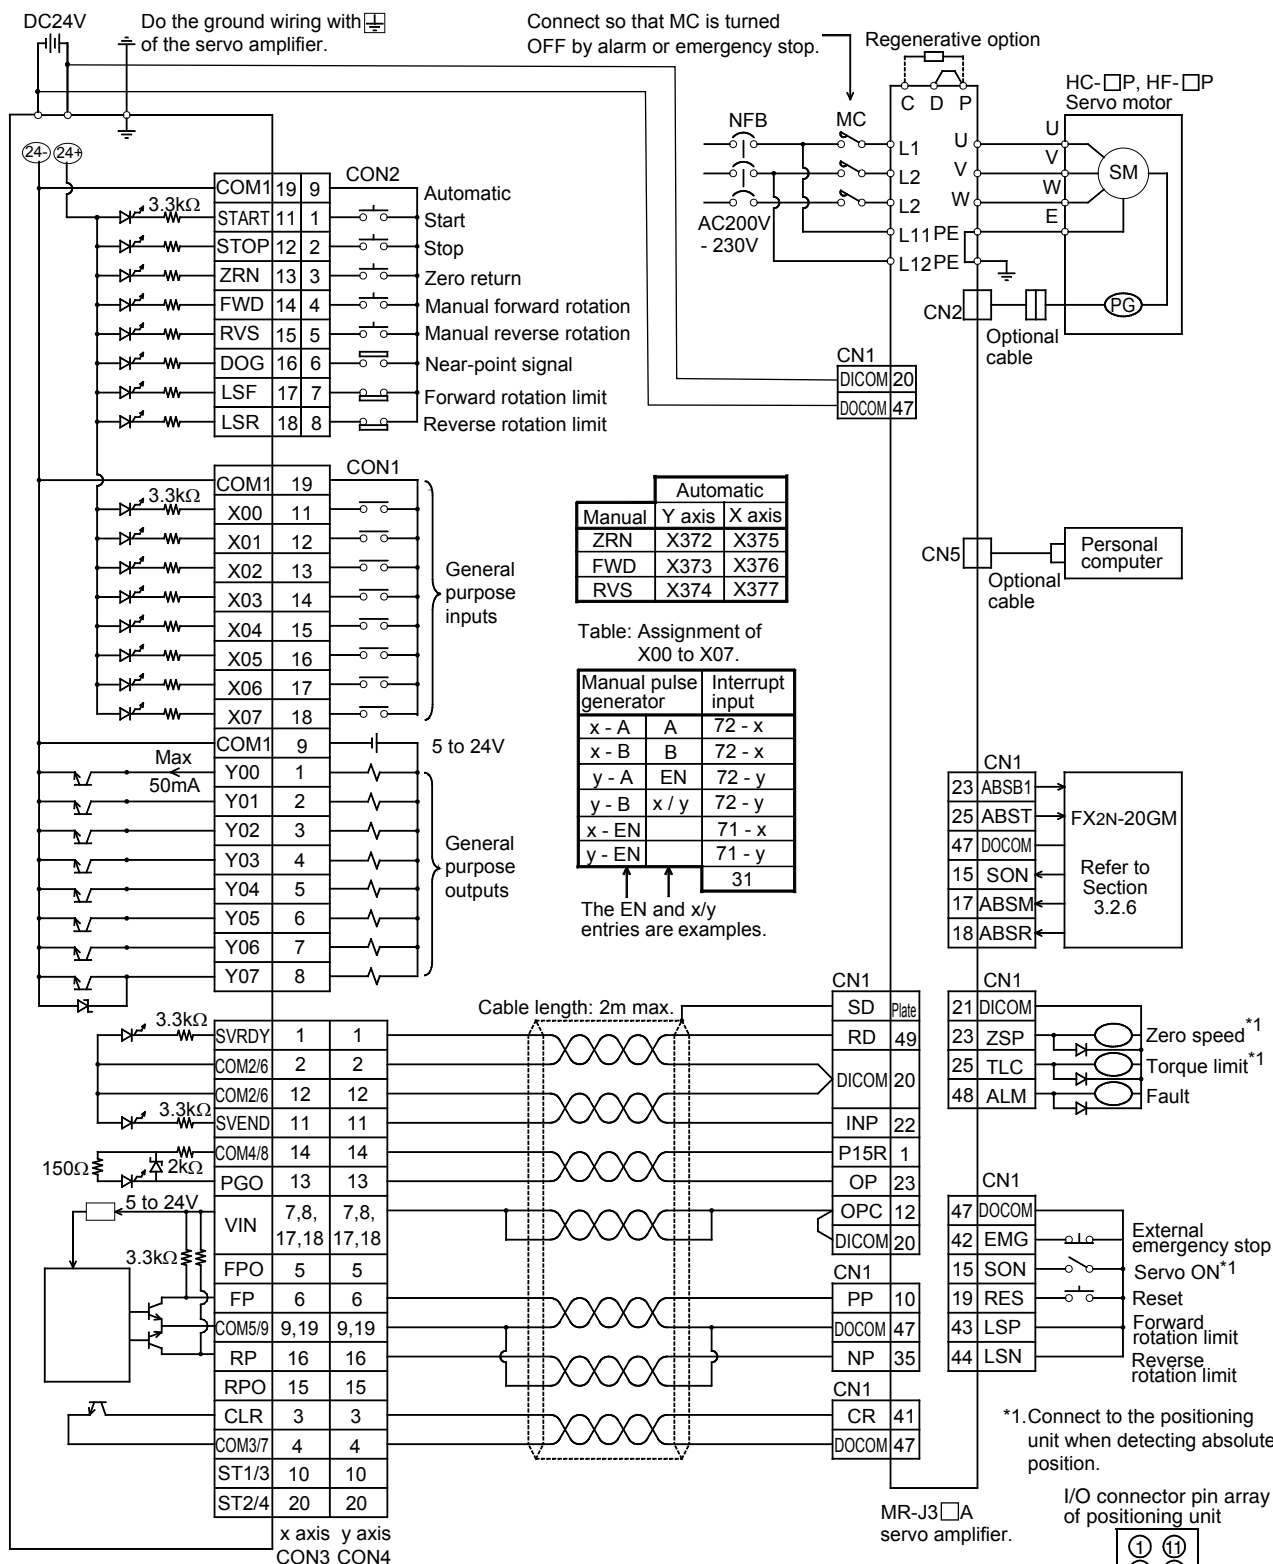 DC24V
Do the ground wiring with
of the servo amplifier.
Connect so that MC is turned
OFF by alarm or emergency stop.
Regenerative option
HC-□P, HF-□P
Servo motor
C D P
NFB
MC
L1
L2
L2
L11
L12
AC200V
- 230V
U
V
W
PE
PE
U
V
W
E
SM
CN2
Optional
cable
PG
24-
24+
CON2
COM1 19 9
Automatic
3.3kΩ
START 11 1 Start
STOP 12 2 Stop
ZRN 13 3 Zero return
FWD 14 4 Manual forward rotation
RVS 15 5 Manual reverse rotation
DOG 16 6 Near-point signal
LSF 17 7 Forward rotation limit
LSR 18 8 Reverse rotation limit
CN1
DICOM 20
DOCOM 47
CON1
COM1 19
3.3kΩ
X00 11
X01 12
X02 13
X03 14
X04 15
X05 16
X06 17
X07 18
General
purpose
inputs
Automatic
Manual Y axis X axis
ZRN X372 X375
FWD X373 X376
RVS X374 X377
CN5
Optional
cable
Personal
computer
Table: Assignment of
X00 to X07.
Manual pulse
generator
Interrupt
input
x - A A 72 - x
x - B B 72 - x
y - A EN 72 - y
y - B x / y 72 - y
x - EN 71 - x
y - EN 71 - y
31
The EN and x/y
entries are examples.
COM1 9
5 to 24V
Max
50mA
Y00 1
Y01 2
Y02 3
Y03 4
Y04 5
Y05 6
Y06 7
Y07 8
General
purpose
outputs
CN1
23 ABSB1
25 ABST
47 DOCOM
15 SON
17 ABSM
18 ABSR
FX2N-20GM
Refer to
Section
3.2.6
Cable length: 2m max.
3.3kΩ
SVRDY 1 1
COM2/6 2 2
COM2/6 12 12
3.3kΩ
SVEND 11 11
COM4/8 14 14
150Ω
2kΩ
PGO 13 13
5 to 24V
VIN 7,8, 7,8,
17,18 17,18
3.3kΩ
FPO 5 5
FP 6 6
COM5/9 9,19 9,19
RP 16 16
RPO 15 15
CLR 3 3
COM3/7 4 4
ST1/3 10 10
ST2/4 20 20
x axis y axis
CON3 CON4
CN1
SD Plate
RD 49
DICOM 20
INP 22
P15R 1
OP 23
OPC 12
DICOM 20
CN1
PP 10
DOCOM 47
NP 35
CN1
CR 41
DOCOM 47
MR-J3□A
servo amplifier.
CN1
21 DICOM
23 ZSP Zero speed*1
25 TLC Torque limit*1
48 ALM Fault
CN1
47 DOCOM
42 EMG External
emergency stop
15 SON Servo ON*1
19 RES Reset
43 LSP Forward
rotation limit
44 LSN Reverse
rotation limit
*1.Connect to the positioning
unit when detecting absolute
position.
I/O connector pin array
of positioning unit
1 11